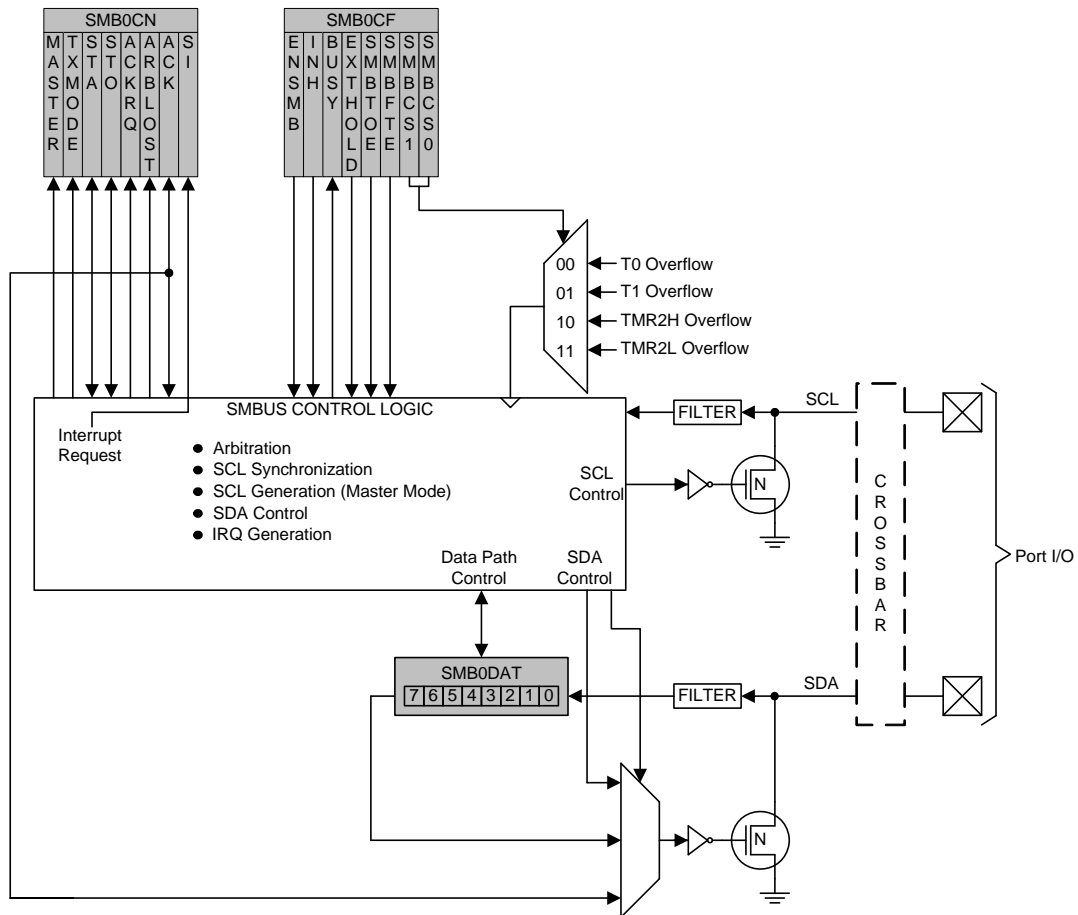 SMB0CN
MASTER
TXMODE
STA
STO
ACKRQ
ARBLOST
ACK
SI
SMB0CF
ENSMB
INH
BUSY
EXTHOLD
SMBTOE
SMBFTE
SMBCS1
SMBCS0
00
01
10
11
T0 Overflow
T1 Overflow
TMR2H Overflow
TMR2L Overflow
SMBUS CONTROL LOGIC
Interrupt
Request
● Arbitration
● SCL Synchronization
● SCL Generation (Master Mode)
● SDA Control
● IRQ Generation
SCL
Control
Data Path
Control
SDA
Control
FILTER
SCL
N
CROSSBAR
Port I/O
SMB0DAT
7 6 5 4 3 2 1 0
FILTER
SDA
N